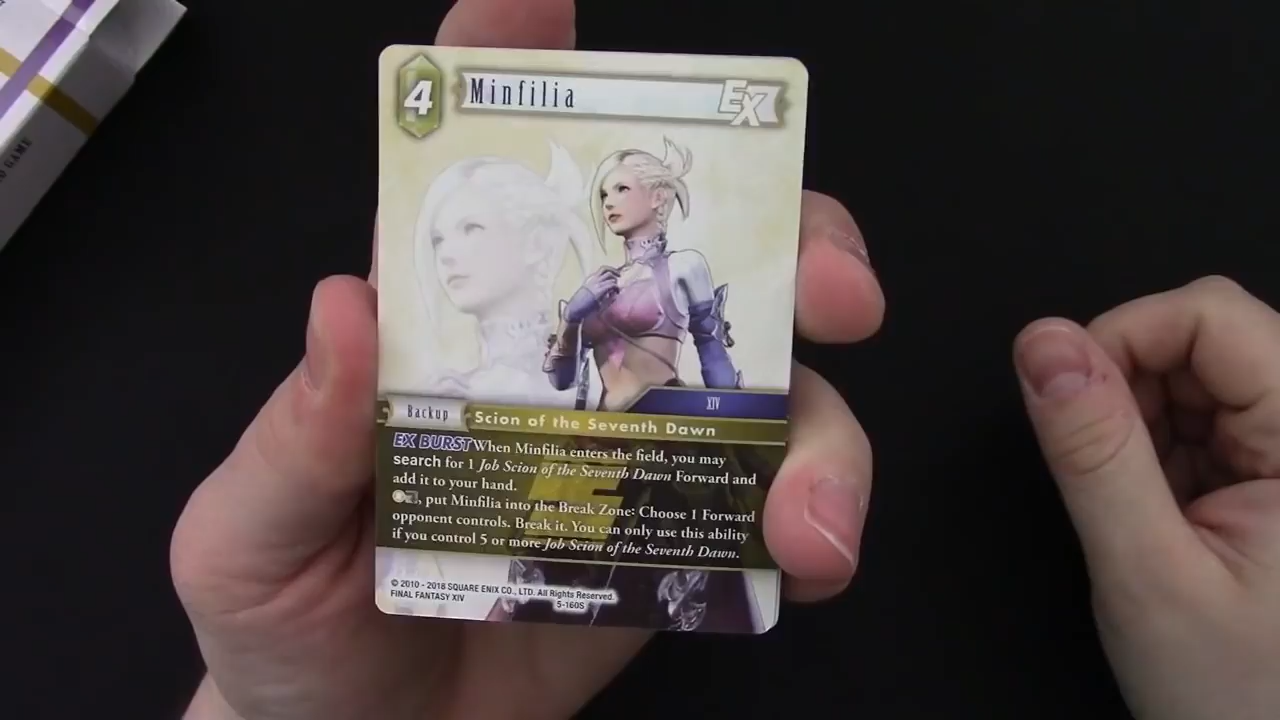 GAME
4
Minfilia
EX
XIV
Backup
Scion of the Seventh Dawn
EX BURST When Minfilia enters the field, you may
search for 1 Job Scion of the Seventh Dawn Forward and
add it to your hand.
, put Minfilia into the Break Zone: Choose 1 Forward
opponent controls. Break it. You can only use this ability
if you control 5 or more Job Scion of the Seventh Dawn.
© 2010 - 2018 SQUARE ENIX CO., LTD. All Rights Reserved.
FINAL FANTASY XIV
5-160S